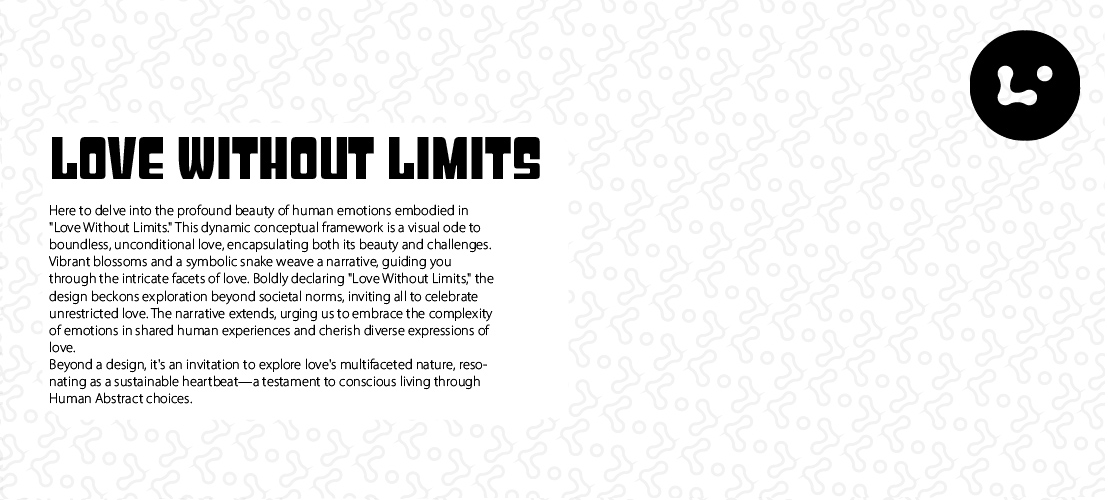 LOVE WITHOUT LIMITS
Here to delve into the profound beauty of human emotions embodied in
"Love Without Limits." This dynamic conceptual framework is a visual ode to
boundless, unconditional love, encapsulating both its beauty and challenges.
Vibrant blossoms and a symbolic snake weave a narrative, guiding you
through the intricate facets of love. Boldly declaring "Love Without Limits," the
design beckons exploration beyond societal norms, inviting all to celebrate
unrestricted love. The narrative extends, urging us to embrace the complexity
of emotions in shared human experiences and cherish diverse expressions of
love.
Beyond a design, it's an invitation to explore love's multifaceted nature, reso-
nating as a sustainable heartbeat—a testament to conscious living through
Human Abstract choices.